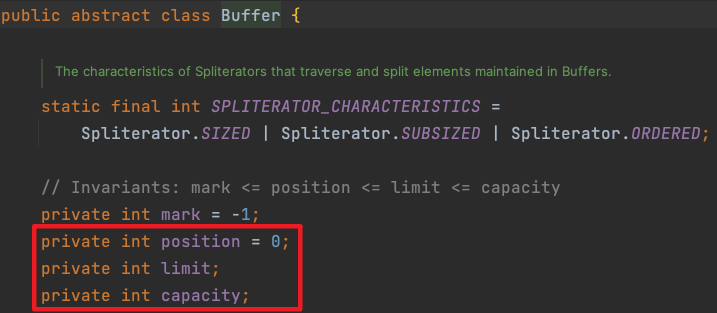 public abstract class Buffer {
The characteristics of Spliterators that traverse and split elements maintained in Buffers.
static final int SPLITERATOR_CHARACTERISTICS =
Spliterator.SIZED | Spliterator.SUBSIZED | Spliterator.ORDERED;
// Invariants: mark <= position <= limit <= capacity
private int mark = -1;
private int position = 0;
private int limit;
private int capacity;